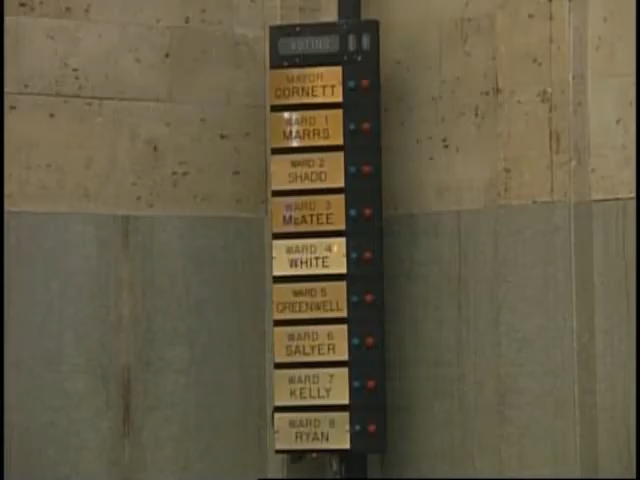 VOTING
MAYOR
CORNETT
WARD 1
MARRS
WARD 2
SHADD
WARD 3
McATEE
WARD 4
WHITE
WARD 5
GREENWELL
WARD 6
SALYER
WARD 7
KELLY
WARD 8
RYAN